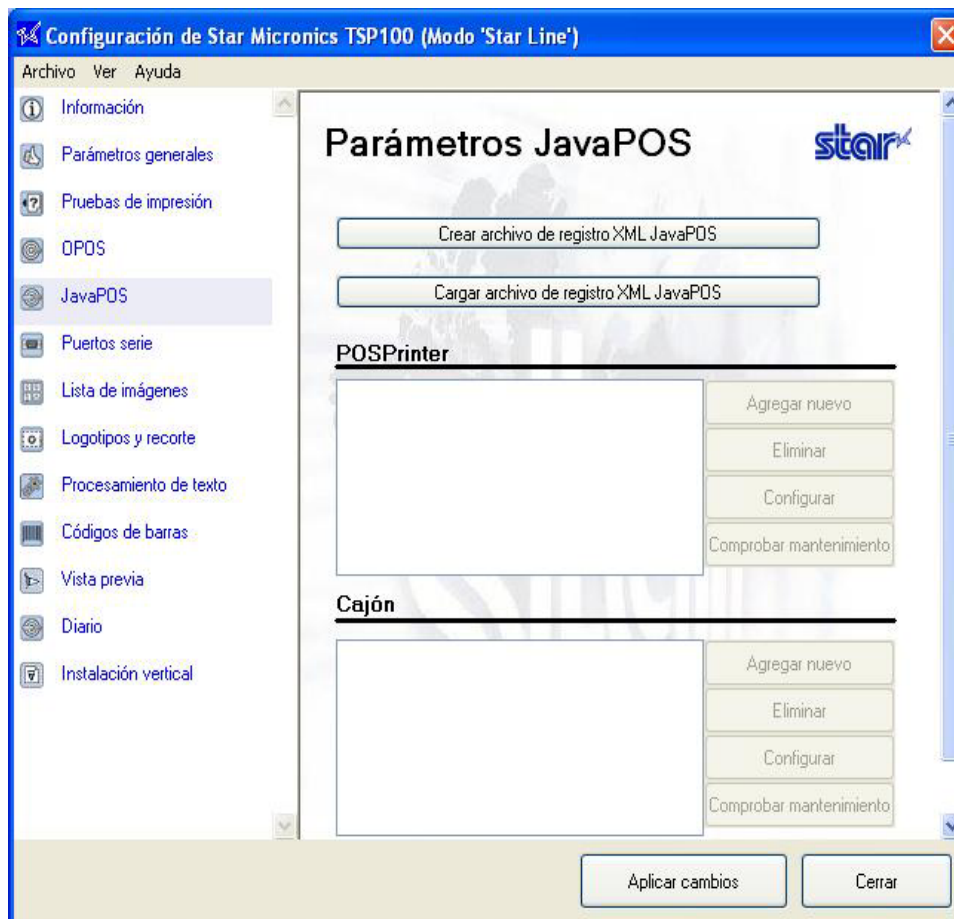 Configuración de Star Micronics TSP100 (Modo 'Star Line')
Archivo Ver Ayuda
Información
Parámetros generales
Pruebas de impresión
OPOS
JavaPOS
Puertos serie
Lista de imágenes
Logotipos y recorte
Procesamiento de texto
Códigos de barras
Vista previa
Diario
Instalación vertical
Parámetros JavaPOS
star
Crear archivo de registro XML JavaPOS
Cargar archivo de registro XML JavaPOS
POSPrinter
Agregar nuevo
Eliminar
Configurar
Comprobar mantenimiento
Cajón
Agregar nuevo
Eliminar
Configurar
Comprobar mantenimiento
Aplicar cambios
Cerrar